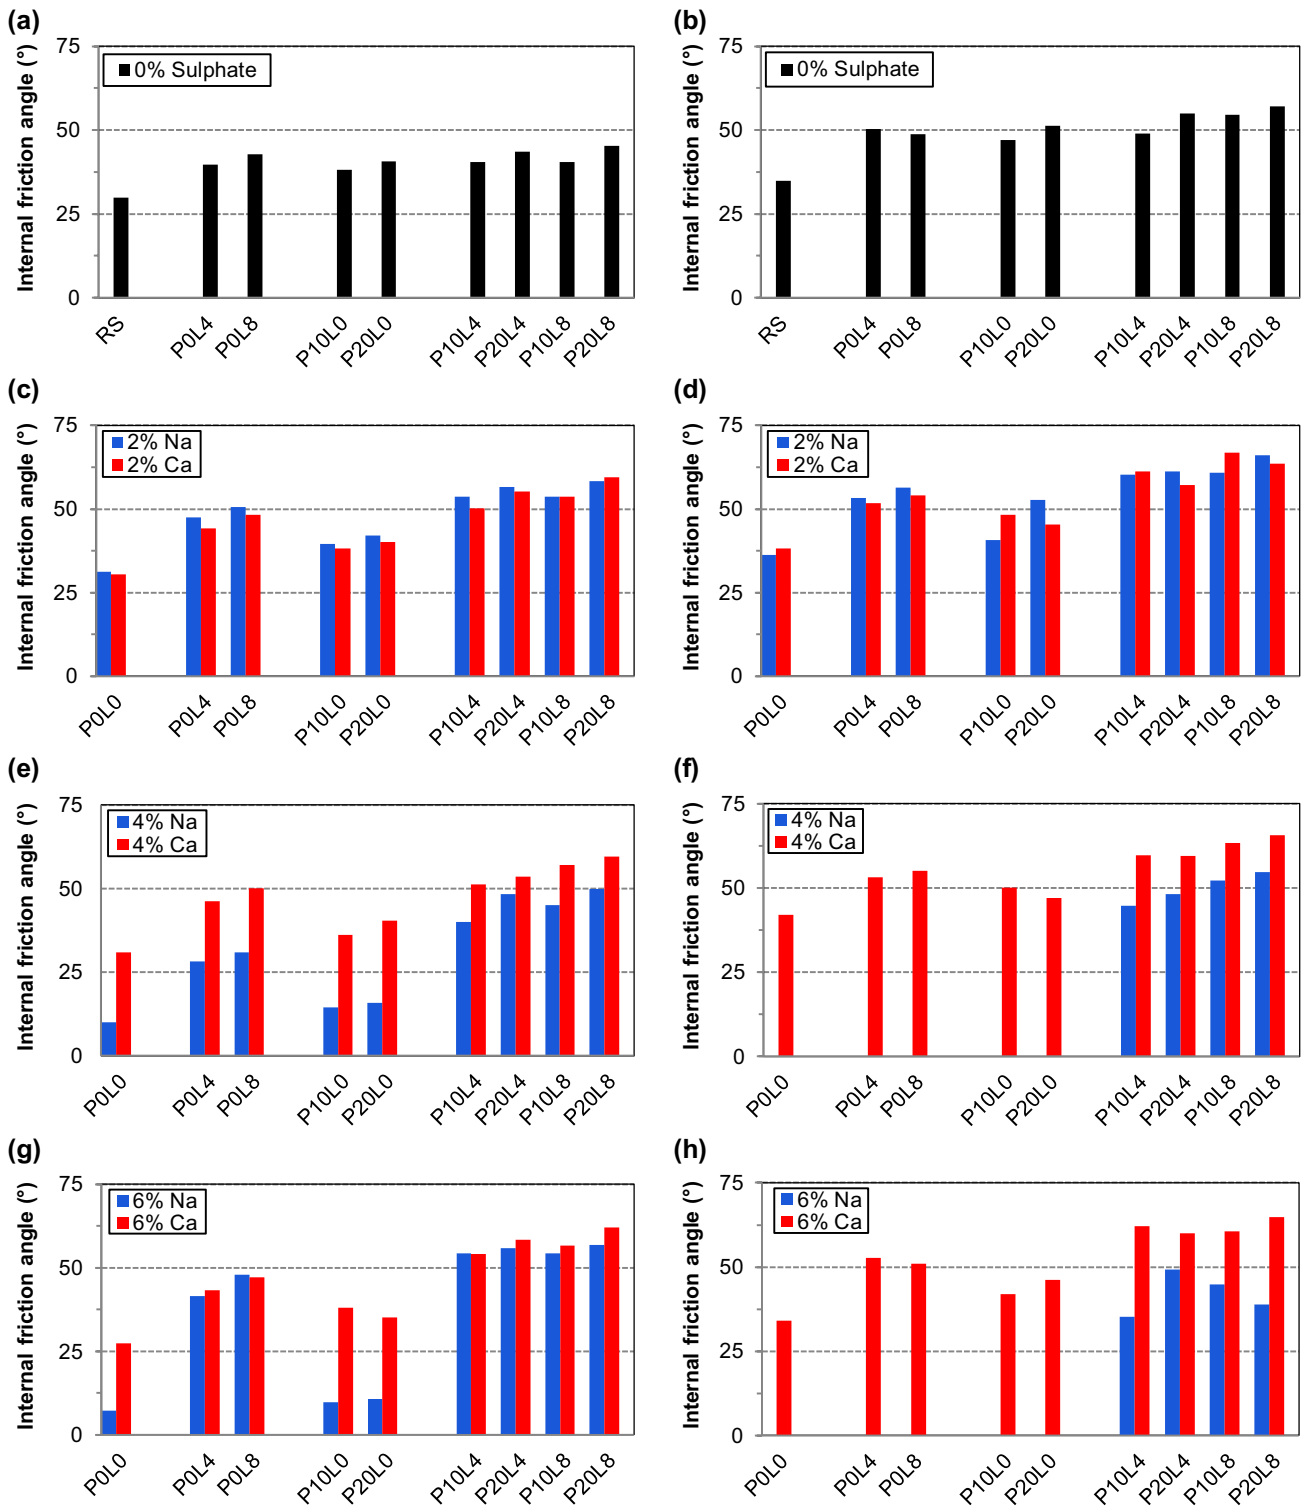 (a)
Internal friction angle (°)
75
50
25
0
0% Sulphate
RS
P0L4
P0L8
P10L0
P20L0
P10L4
P20L4
P10L8
P20L8
(b)
Internal friction angle (°)
75
50
25
0
0% Sulphate
RS
P0L4
P0L8
P10L0
P20L0
P10L4
P20L4
P10L8
P20L8
(c)
Internal friction angle (°)
75
50
25
0
2% Na
2% Ca
P0L0
P0L4
P0L8
P10L0
P20L0
P10L4
P20L4
P10L8
P20L8
(d)
Internal friction angle (°)
75
50
25
0
2% Na
2% Ca
P0L0
P0L4
P0L8
P10L0
P20L0
P10L4
P20L4
P10L8
P20L8
(e)
Internal friction angle (°)
75
50
25
0
4% Na
4% Ca
P0L0
P0L4
P0L8
P10L0
P20L0
P10L4
P20L4
P10L8
P20L8
(f)
Internal friction angle (°)
75
50
25
0
4% Na
4% Ca
P0L0
P0L4
P0L8
P10L0
P20L0
P10L4
P20L4
P10L8
P20L8
(g)
Internal friction angle (°)
75
50
25
0
6% Na
6% Ca
P0L0
P0L4
P0L8
P10L0
P20L0
P10L4
P20L4
P10L8
P20L8
(h)
Internal friction angle (°)
75
50
25
0
6% Na
6% Ca
P0L0
P0L4
P0L8
P10L0
P20L0
P10L4
P20L4
P10L8
P20L8